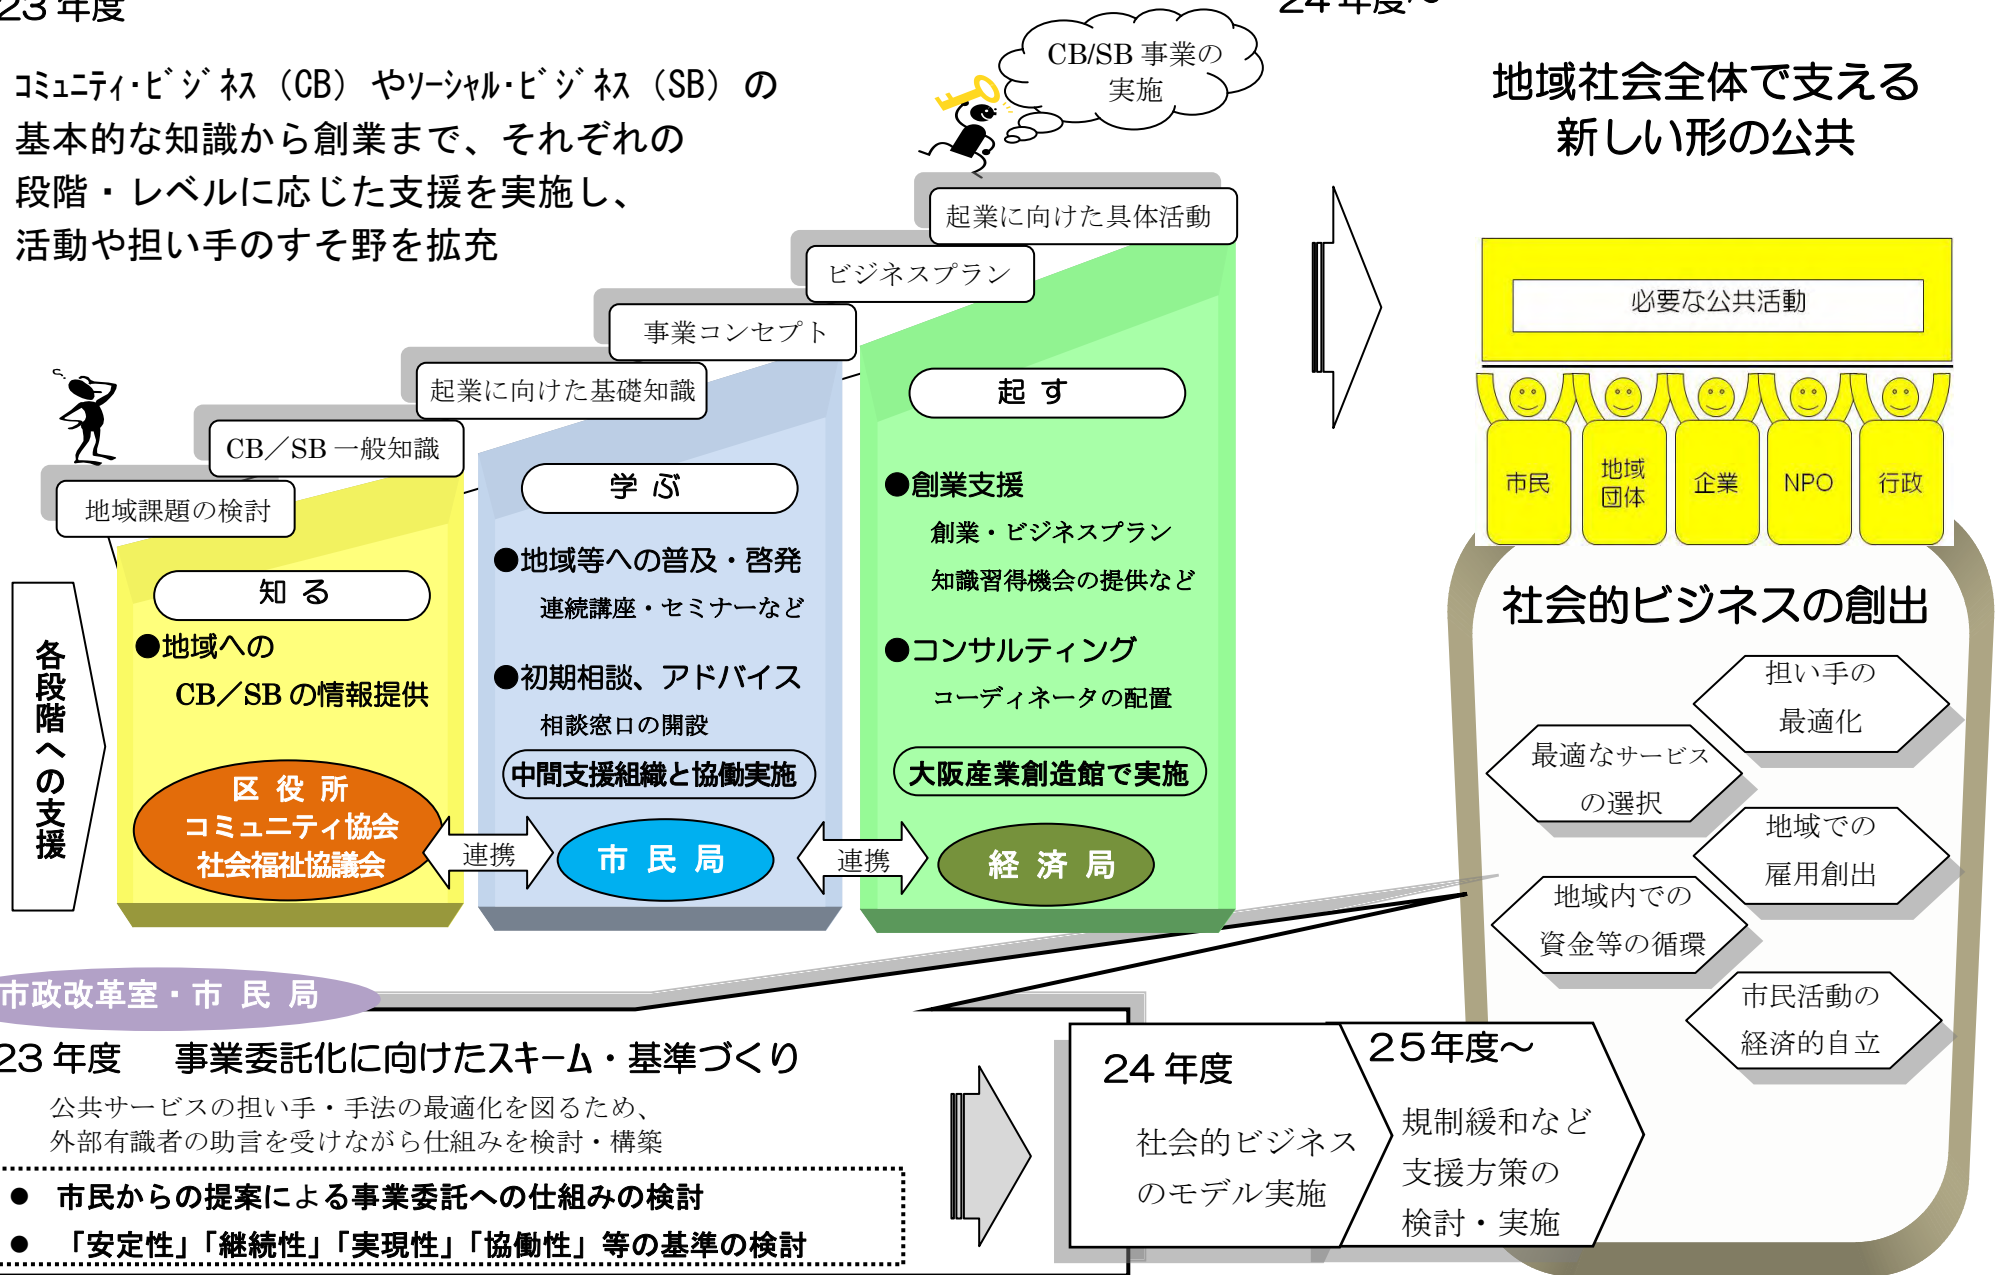 23 年度
24 年度～
コミュニティ･ビジネス（CB）やソーシャル･ビジネス（SB）の
基本的な知識から創業まで、それぞれの
段階・レベルに応じた支援を実施し、
活動や担い手のすそ野を拡充
CB/SB 事業の
実施
地域社会全体で支える
新しい形の公共
起業に向けた具体活動
ビジネスプラン
事業コンセプト
起業に向けた基礎知識
CB／SB 一般知識
地域課題の検討
必要な公共活動
市民
地域
団体
企業
NPO
行政
各段階への支援
知 る
●地域への
CB／SB の情報提供
区 役 所
コミュニティ協会
社会福祉協議会
連携
学 ぶ
●地域等への普及・啓発
連続講座・セミナーなど
●初期相談、アドバイス
相談窓口の開設
中間支援組織と協働実施
市 民 局
連携
起 す
●創業支援
創業・ビジネスプラン
知識習得機会の提供など
●コンサルティング
コーディネータの配置
大阪産業創造館で実施
経 済 局
社会的ビジネスの創出
担い手の
最適化
最適なサービス
の選択
地域での
雇用創出
地域内での
資金等の循環
市民活動の
経済的自立
市政改革室・市 民 局
23 年度　事業委託化に向けたスキーム・基準づくり
公共サービスの担い手・手法の最適化を図るため、
外部有識者の助言を受けながら仕組みを検討・構築
● 市民からの提案による事業委託への仕組みの検討
● 「安定性」「継続性」「実現性」「協働性」等の基準の検討
24 年度
社会的ビジネス
のモデル実施
25年度～
規制緩和など
支援方策の
検討・実施